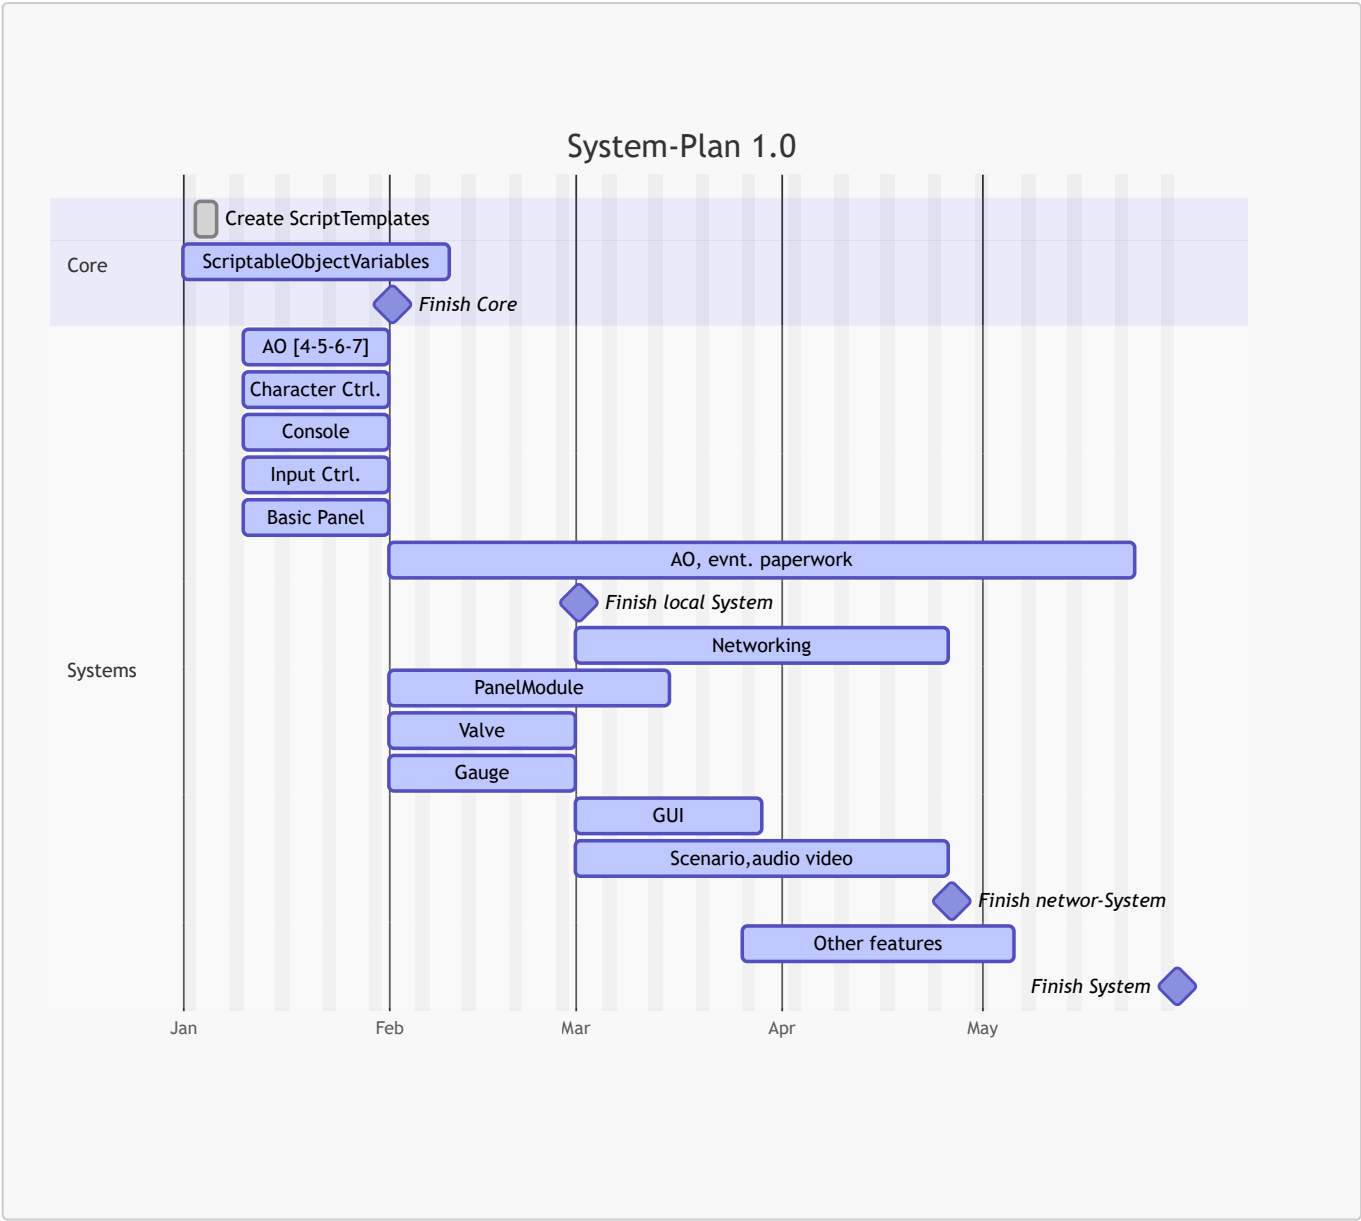 System-Plan 1.0
Create ScriptTemplates
Core
ScriptableObjectVariables
Finish Core
AO [4-5-6-7]
Character Ctrl.
Console
Input Ctrl.
Basic Panel
AO, evnt. paperwork
Finish local System
Networking
Systems
PanelModule
Valve
Gauge
GUI
Scenario,audio video
Finish networ-System
Other features
Finish System
Jan Feb Mar Apr May